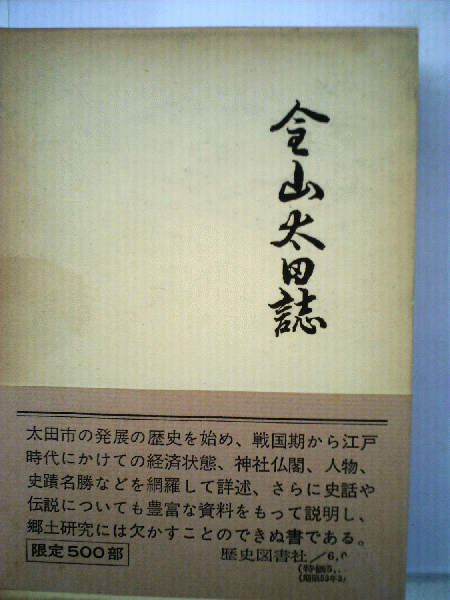 金山太田誌
太田市の発展の歴史を始め、戦国期から江戸
時代にかけての経済状態、神社仏閣、人物、
史蹟名勝などを網羅して詳述、さらに史話や
伝説についても豊富な資料をもって説明し、
郷土研究には欠かすことのできぬ書である。
限定500部
歴史図書社/6,
(特価5,